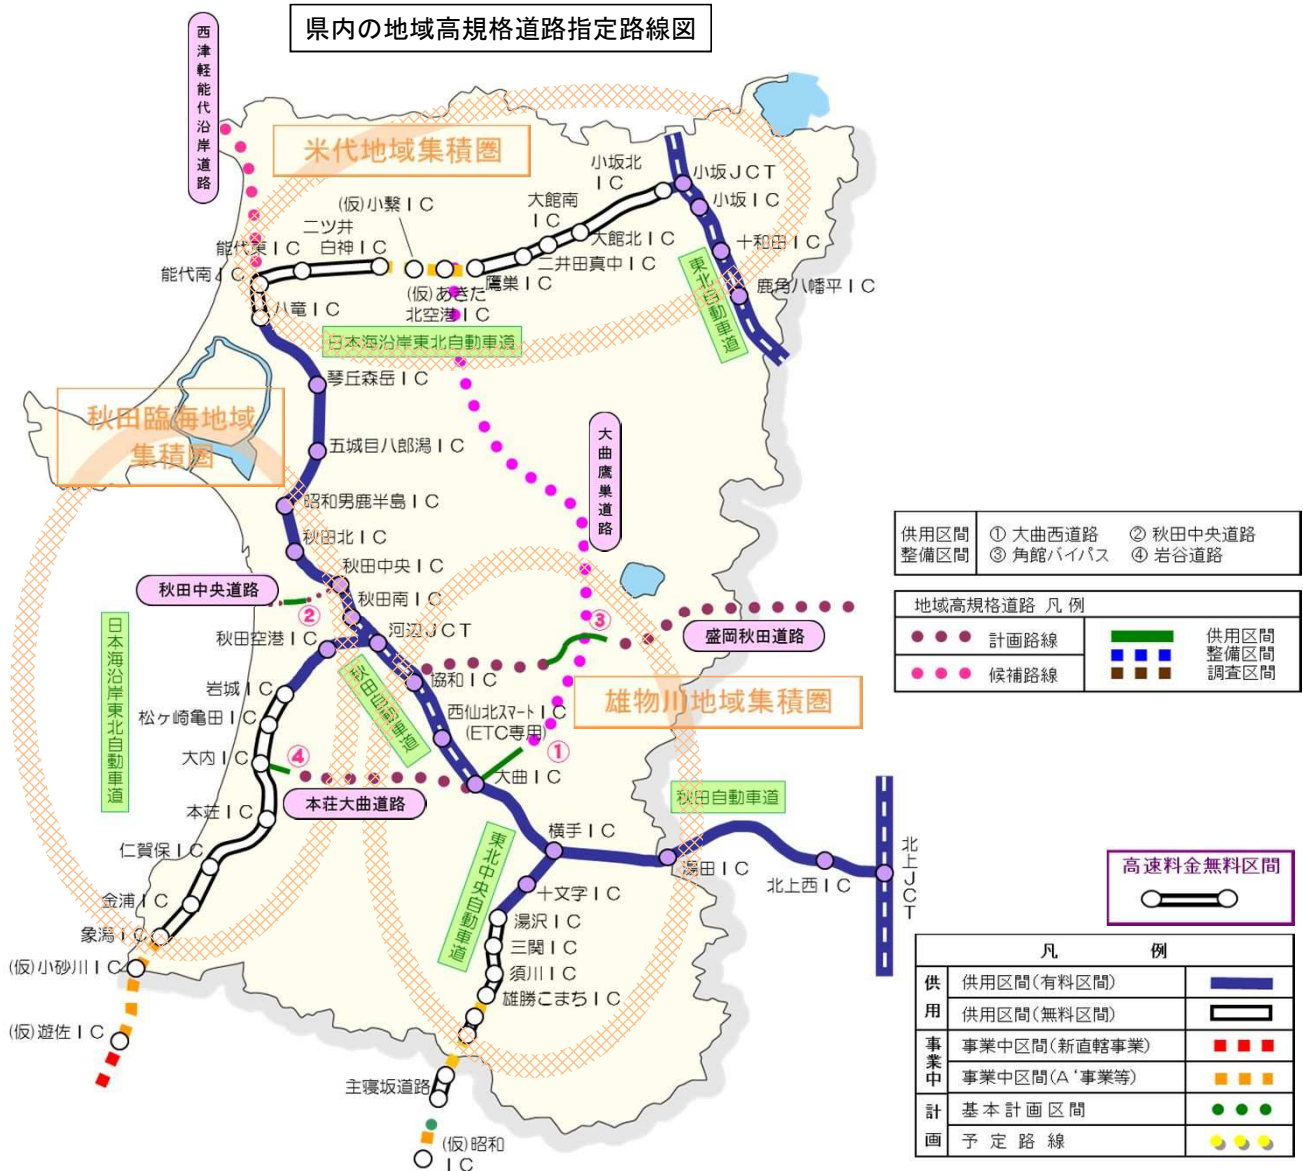 県内の地域高規格道路指定路線図
西津軽能代沿岸道路
米代地域集積圏
小坂北
ＩＣ
小坂ＪＣＴ
小坂ＩＣ
(仮)小繋ＩＣ
大館南
ＩＣ
二ツ井
白神ＩＣ
能代東ＩＣ
大館北ＩＣ
十和田ＩＣ
能代南ＩＣ
二井田真中ＩＣ
鷹巣ＩＣ
鹿角八幡平ＩＣ
東北自動車道
(仮)あきた
北空港ＩＣ
八竜ＩＣ
日本海沿岸東北自動車道
琴丘森岳ＩＣ
秋田臨海地域
集積圏
五城目八郎潟ＩＣ
大曲鷹巣道路
昭和男鹿半島ＩＣ
秋田北ＩＣ
秋田中央ＩＣ
秋田中央道路
秋田南ＩＣ
②
③
河辺ＪＣＴ
秋田空港ＩＣ
盛岡秋田道路
日本海沿岸東北自動車道
秋田自動車道
協和ＩＣ
岩城ＩＣ
雄物川地域集積圏
西仙北スマートＩＣ
(ETC専用)
松ヶ崎亀田ＩＣ
①
大内ＩＣ
④
大曲ＩＣ
本荘大曲道路
秋田自動車道
本荘ＩＣ
横手ＩＣ
東北中央自動車道
仁賀保ＩＣ
湯田ＩＣ
北上西ＩＣ
北上ＪＣＴ
十文字ＩＣ
金浦ＩＣ
湯沢ＩＣ
象潟ＩＣ
三関ＩＣ
(仮)小砂川ＩＣ
須川ＩＣ
雄勝こまちＩＣ
(仮)遊佐ＩＣ
主寝坂道路
(仮)昭和
ＩＣ
供用区間 ① 大曲西道路 ② 秋田中央道路
整備区間 ③ 角館バイパス ④ 岩谷道路
地域高規格道路 凡例
計画路線
候補路線
供用区間
整備区間
調査区間
高速料金無料区間
凡 例
供用
供用区間(有料区間)
供用区間(無料区間)
事業中
事業中区間(新直轄事業)
事業中区間(A'事業等)
計画
基本計画区間
予定路線